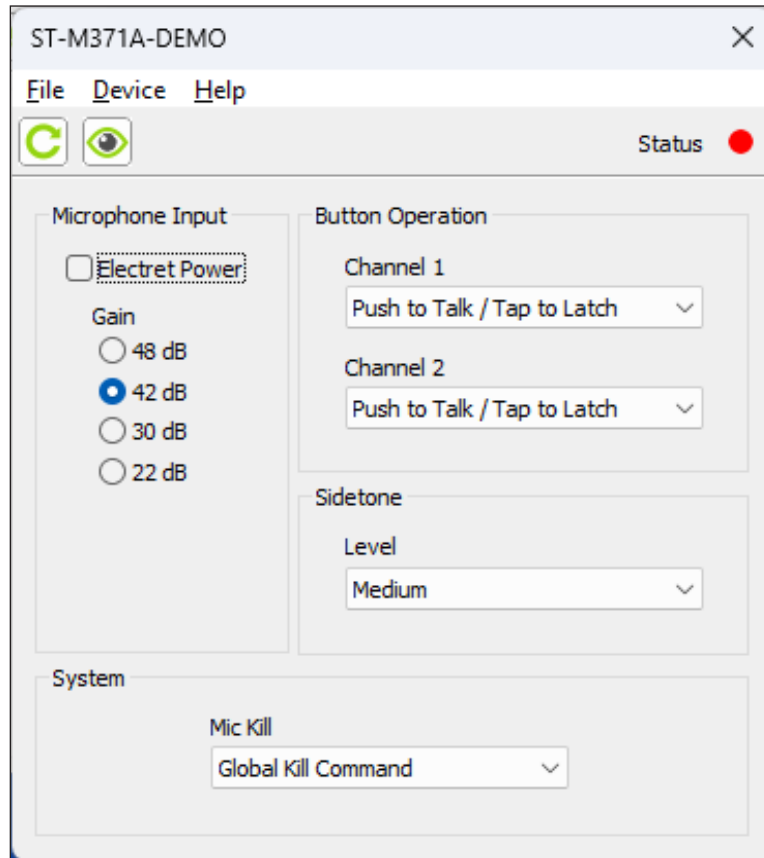 ST-M371A-DEMO
File Device Help
Status
Microphone Input
Electret Power
Gain
48 dB
42 dB
30 dB
22 dB
Button Operation
Channel 1
Push to Talk / Tap to Latch
Channel 2
Push to Talk / Tap to Latch
Sidetone
Level
Medium
System
Mic Kill
Global Kill Command